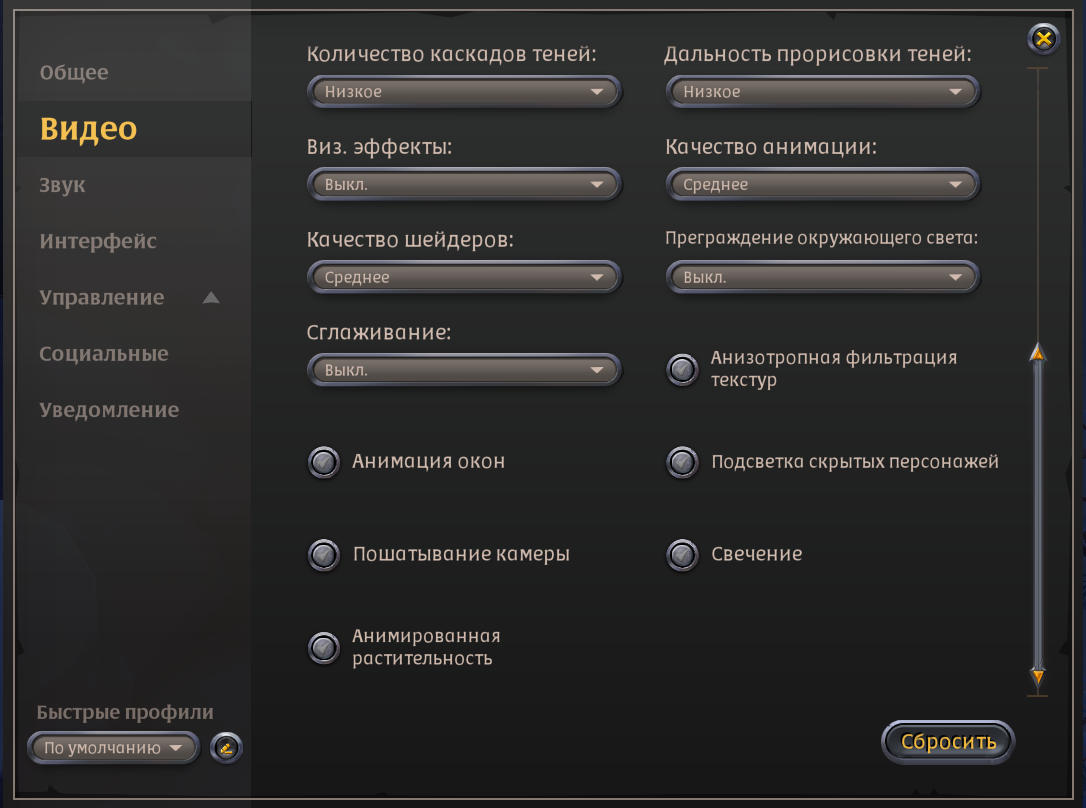 Общее
Видео
Звук
Интерфейс
Управление
Социальные
Уведомление
Быстрые профили
По умолчанию
Количество каскадов теней:
Низкое
Дальность прорисовки теней:
Низкое
Виз. эффекты:
Выкл.
Качество анимации:
Среднее
Качество шейдеров:
Среднее
Преграждение окружающего света:
Выкл.
Сглаживание:
Выкл.
Анизотропная фильтрация
текстур
Анимация окон
Подсветка скрытых персонажей
Пошатывание камеры
Свечение
Анимированная
растительность
Сбросить